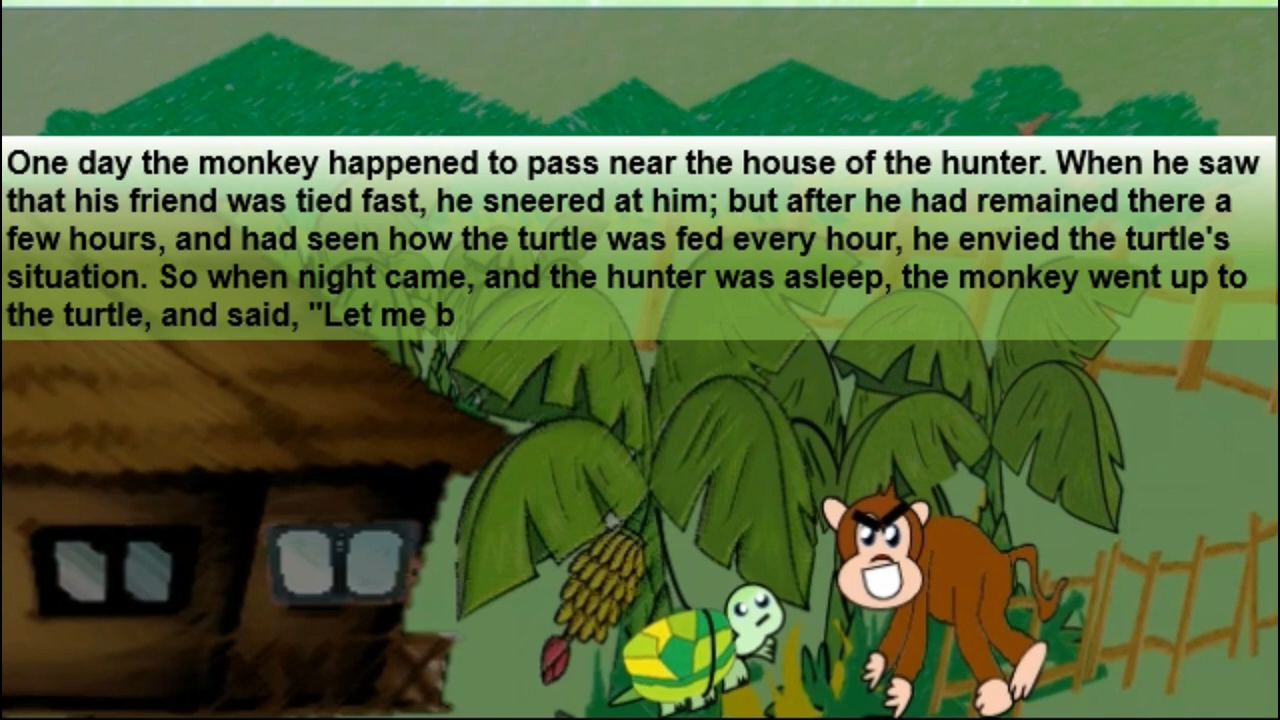 One day the monkey happened to pass near the house of the hunter. When he saw
that his friend was tied fast, he sneered at him; but after he had remained there a
few hours, and had seen how the turtle was fed every hour, he envied the turtle's
situation. So when night came, and the hunter was asleep, the monkey went up to
the turtle, and said, "Let me b